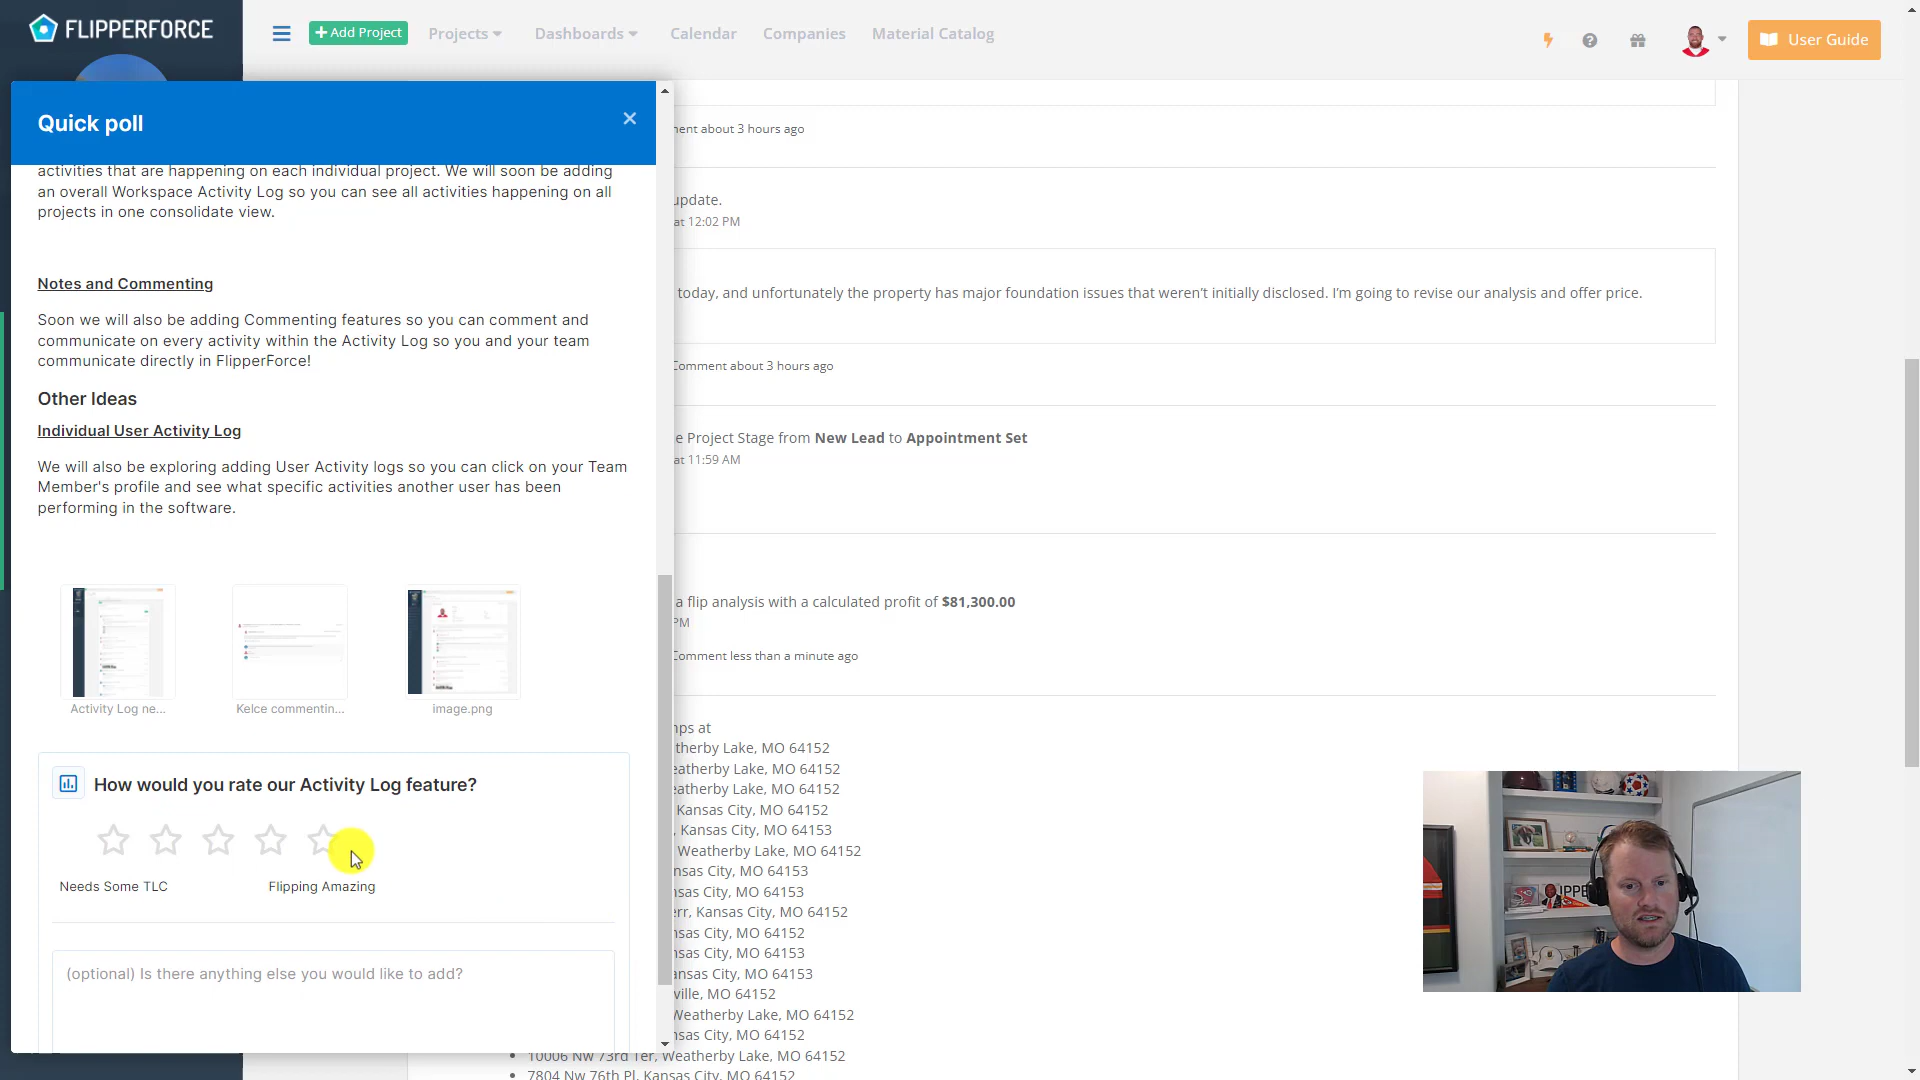 FLIPPERFORCE
Add Project
Projects
Dashboards
Calendar
Companies
Material Catalog
User Guide
Quick poll
activities that are happening on each individual project. We will soon be adding
an overall Workspace Activity Log so you can see all activities happening on all
projects in one consolidate view.
Notes and Commenting
Soon we will also be adding Commenting features so you can comment and
communicate on every activity within the Activity Log so you and your team
communicate directly in FlipperForce!
Other Ideas
Individual User Activity Log
We will also be exploring adding User Activity logs so you can click on your Team
Member's profile and see what specific activities another user has been
performing in the software.
Activity Log ne...
Kelce commentin...
image.png
How would you rate our Activity Log feature?
Needs Some TLC
Flipping Amazing
(optional) Is there anything else you would like to add?
about 3 hours ago
update.
at 12:02 PM
today, and unfortunately the property has major foundation issues that weren't initially disclosed. I'm going to revise our analysis and offer price.
Comment about 3 hours ago
Project Stage from New Lead to Appointment Set
at 11:59 AM
a flip analysis with a calculated profit of $81,300.00
PM
Comment less than a minute ago
at
Lake, MO 64152
Lake, MO 64152
Lake, MO 64152
Kansas City, MO 64152
Kansas City, MO 64153
Weatherby Lake, MO 64152
City, MO 64153
City, MO 64153
Kansas City, MO 64152
City, MO 64152
City, MO 64153
City, MO 64153
MO 64152
Weatherby Lake, MO 64152
City, MO 64152
10006 Nw 73rd Ter, Weatherby Lake, MO 64152
7804 Nw 76th Pl, Kansas City, MO 64152